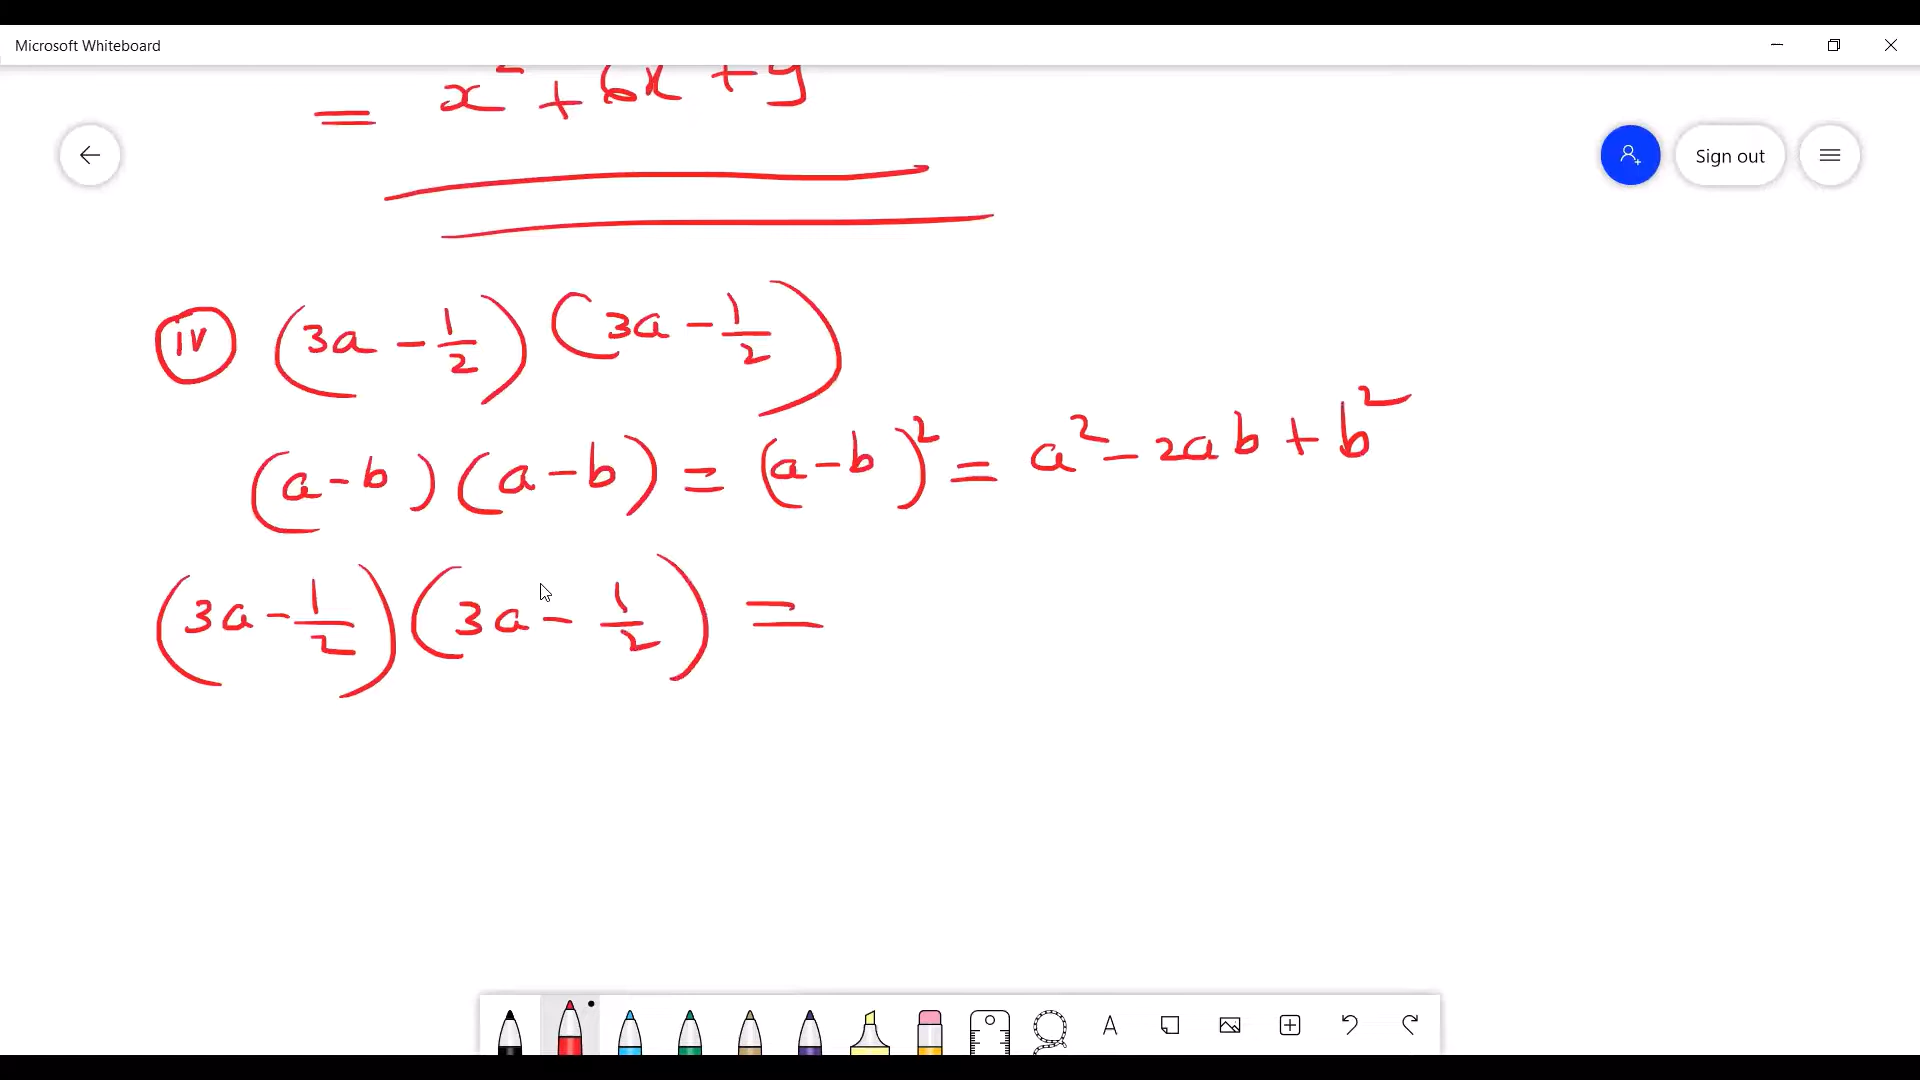 Microsoft Whiteboard
= x² + 6x + y
Sign out
iv (3a - 1/2) (3a - 1/2)
(a-b) (a-b) = (a-b)² = a² - 2ab + b²
(3a - 1/2) (3a - 1/2) =